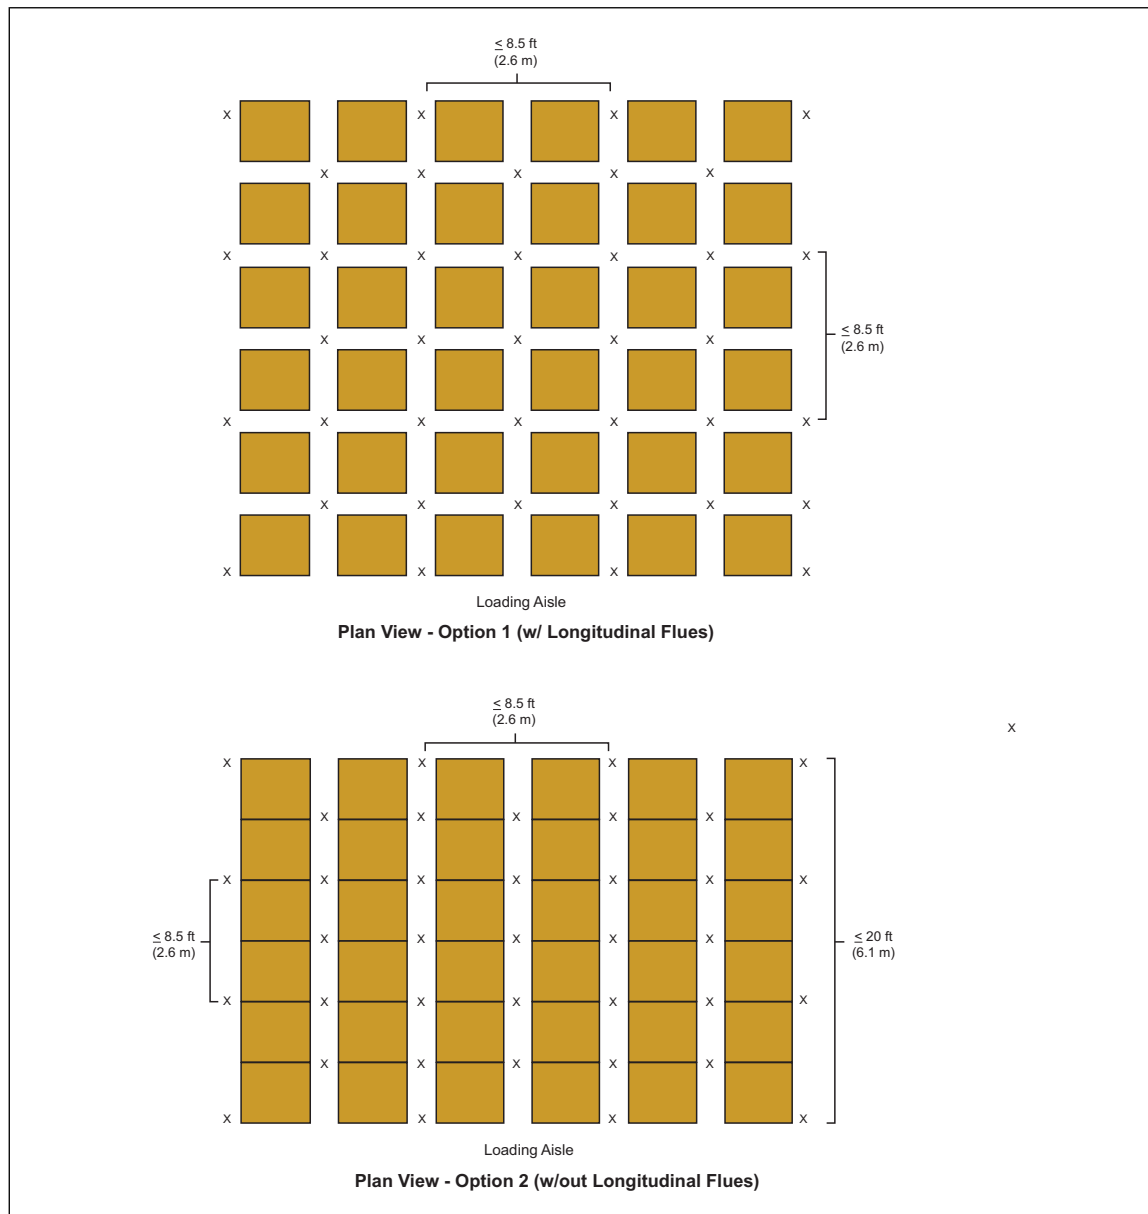 ≤ 8.5 ft
(2.6 m)
X X X X
X X X X X
X X X X X X X
≤ 8.5 ft
(2.6 m)
X X X X X
X X X X X X X
X X X X X X
X X X X
Loading Aisle
Plan View - Option 1 (w/ Longitudinal Flues)
≤ 8.5 ft
(2.6 m)
X
X X X X
X X X X X
X X X X X X X
≤ 8.5 ft
(2.6 m)
X X X X X
≤ 20 ft
(6.1 m)
X X X X X X X
X X X X X
X X X X
Loading Aisle
Plan View - Option 2 (w/out Longitudinal Flues)